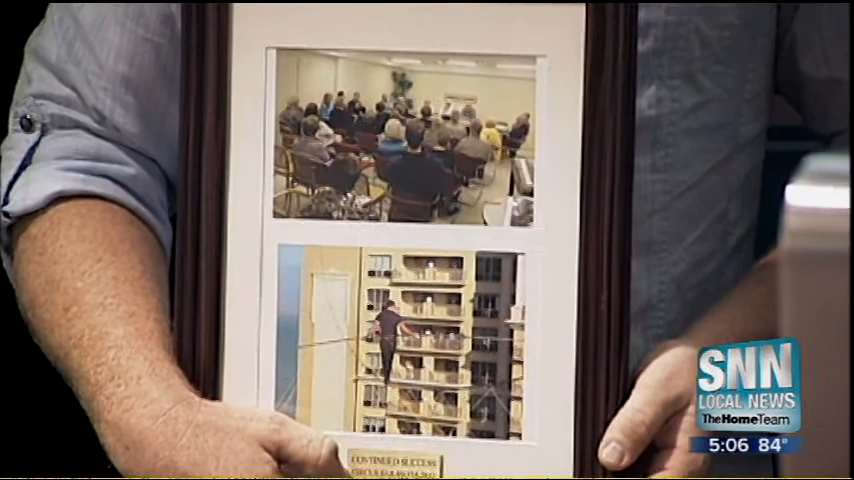 CONTINUED SUCCESS
SNN
LOCAL NEWS
TheHomeTeam
5:06 84°